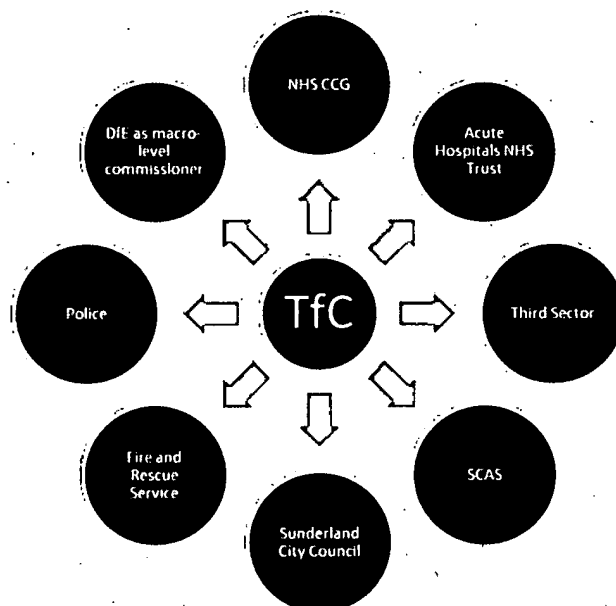 NHS CCG
DfE as macro-
level
commissioner
Acute
Hospitals NHS
Trust
Police
TfC
Third Sector
Fire and
Rescue
Service
SCAS
Sunderland
City Council